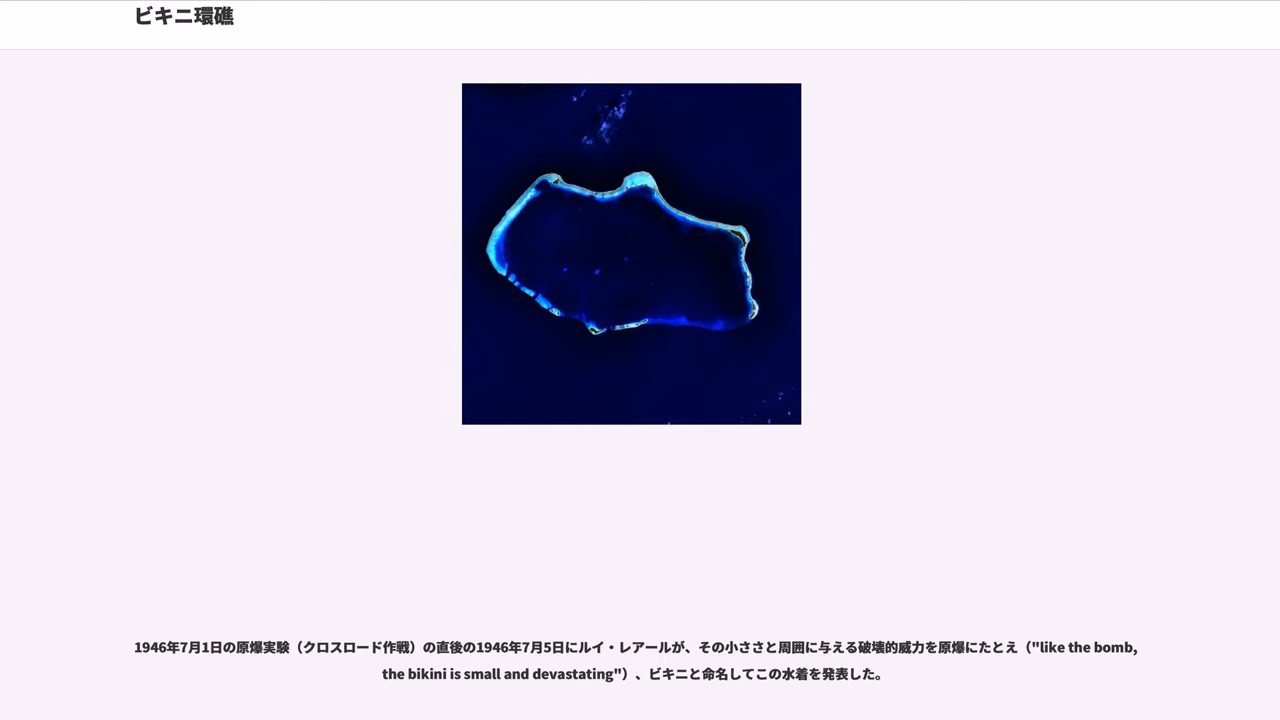 ビキニ環礁
1946年7月1日の原爆実験（クロスロード作戦）の直後の1946年7月5日にルイ・レアールが、その小ささと周囲に与える破壊的威力を原爆にたとえ（"like the bomb,
the bikini is small and devastating"）、ビキニと命名してこの水着を発表した。